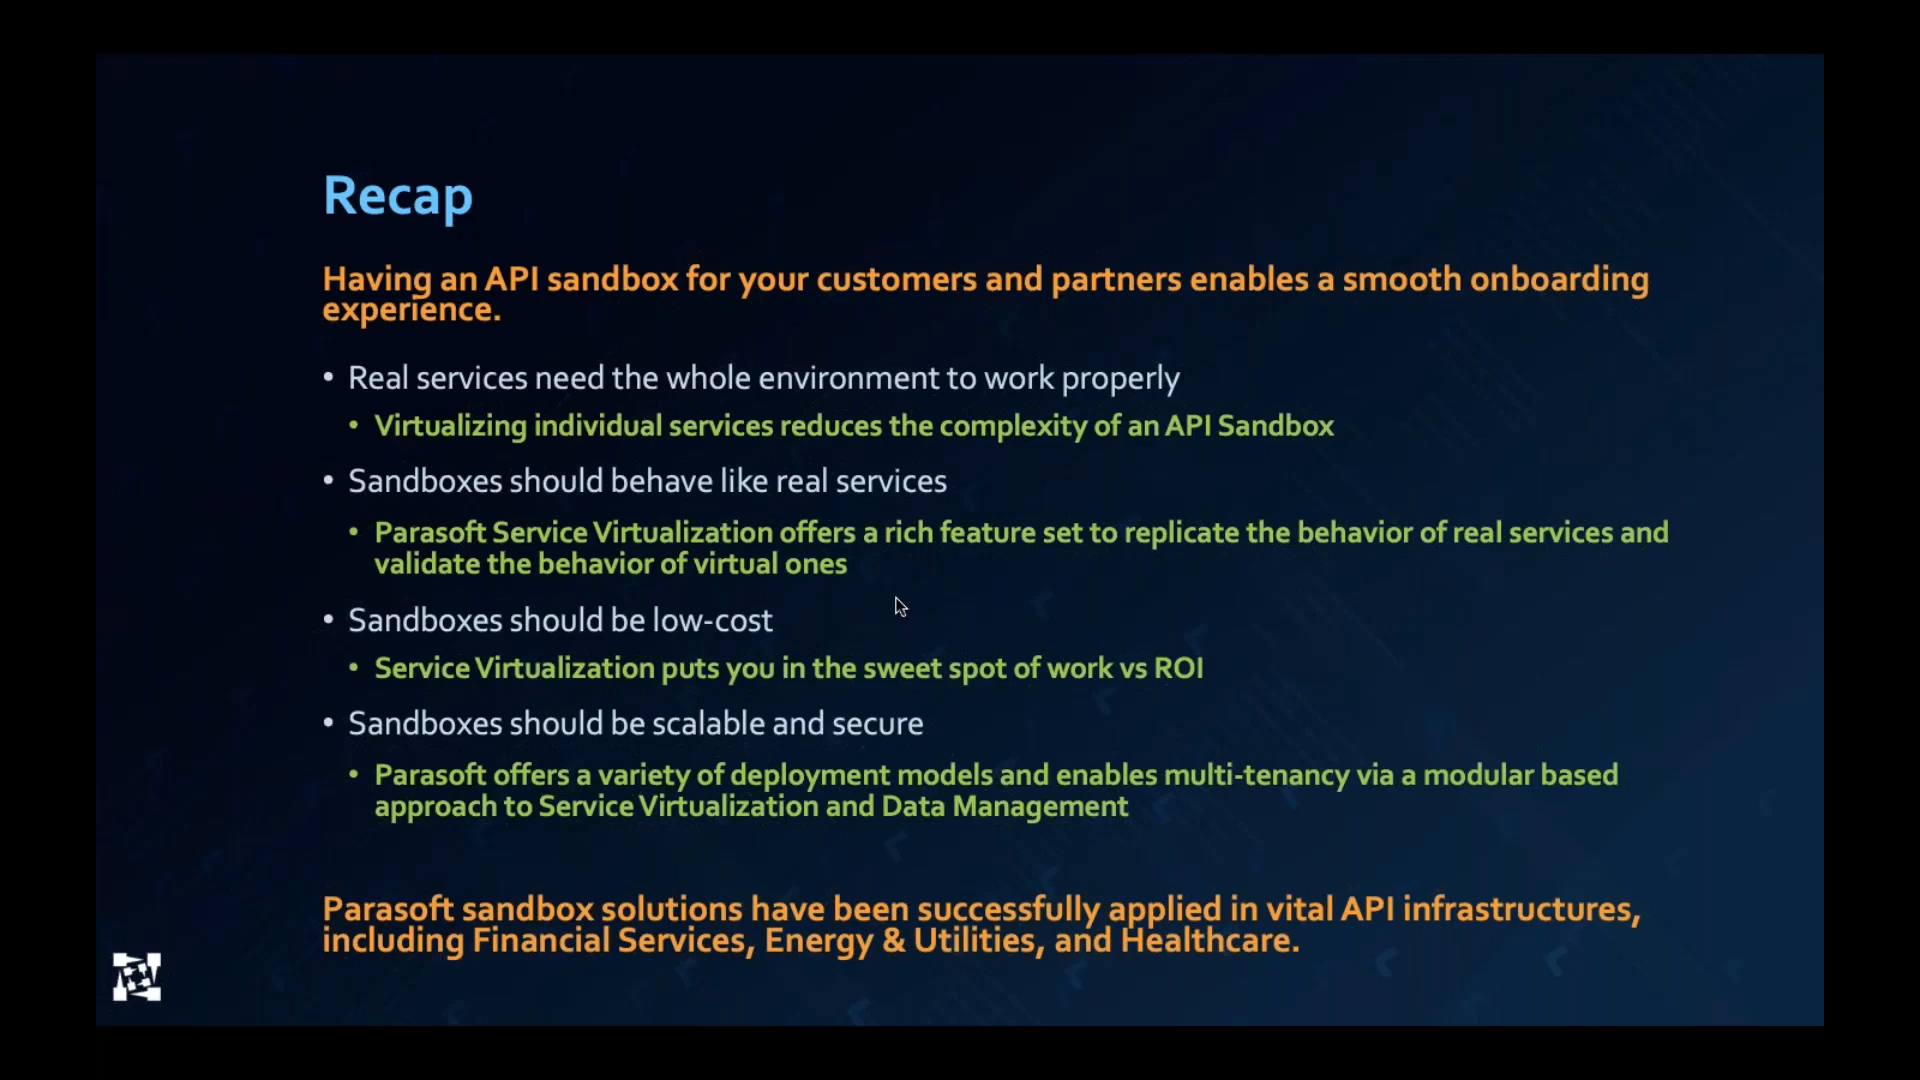 Recap
Having an API sandbox for your customers and partners enables a smooth onboarding
experience.
• Real services need the whole environment to work properly
• Virtualizing individual services reduces the complexity of an API Sandbox
• Sandboxes should behave like real services
• Parasoft Service Virtualization offers a rich feature set to replicate the behavior of real services and
validate the behavior of virtual ones
• Sandboxes should be low-cost
• Service Virtualization puts you in the sweet spot of work vs ROI
• Sandboxes should be scalable and secure
• Parasoft offers a variety of deployment models and enables multi-tenancy via a modular based
approach to Service Virtualization and Data Management
Parasoft sandbox solutions have been successfully applied in vital API infrastructures,
including Financial Services, Energy & Utilities, and Healthcare.